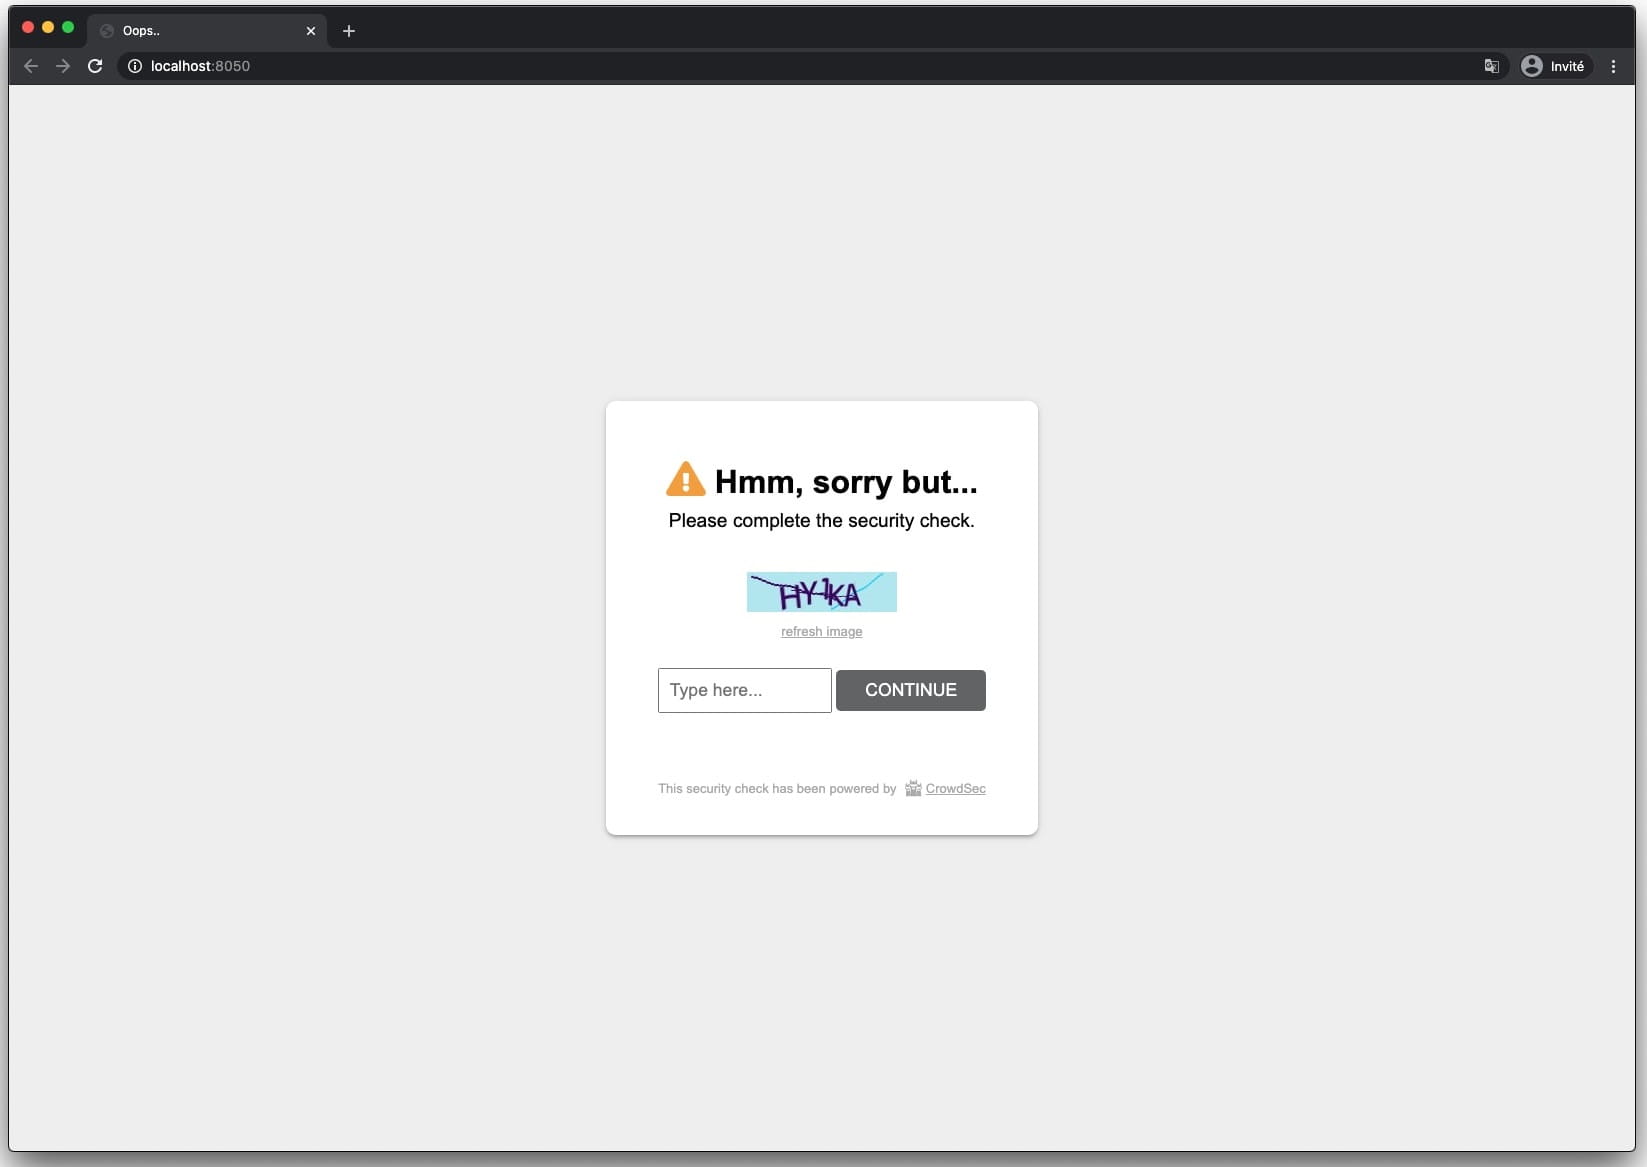 Oops..
localhost:8050
Invité
Hmm, sorry but...
Please complete the security check.
refresh image
Type here...
CONTINUE
This security check has been powered by CrowdSec